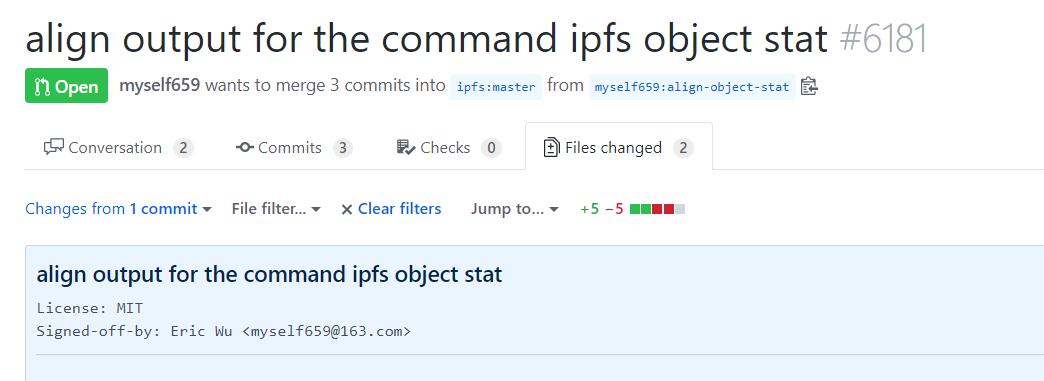 align output for the command ipfs object stat #6181
Open myself659 wants to merge 3 commits into ipfs:master from myself659:align-object-stat
Conversation 2 Commits 3 Checks 0 Files changed 2
Changes from 1 commit File filter... Clear filters Jump to... +5 −5
align output for the command ipfs object stat
License: MIT
Signed-off-by: Eric Wu <myself659@163.com>